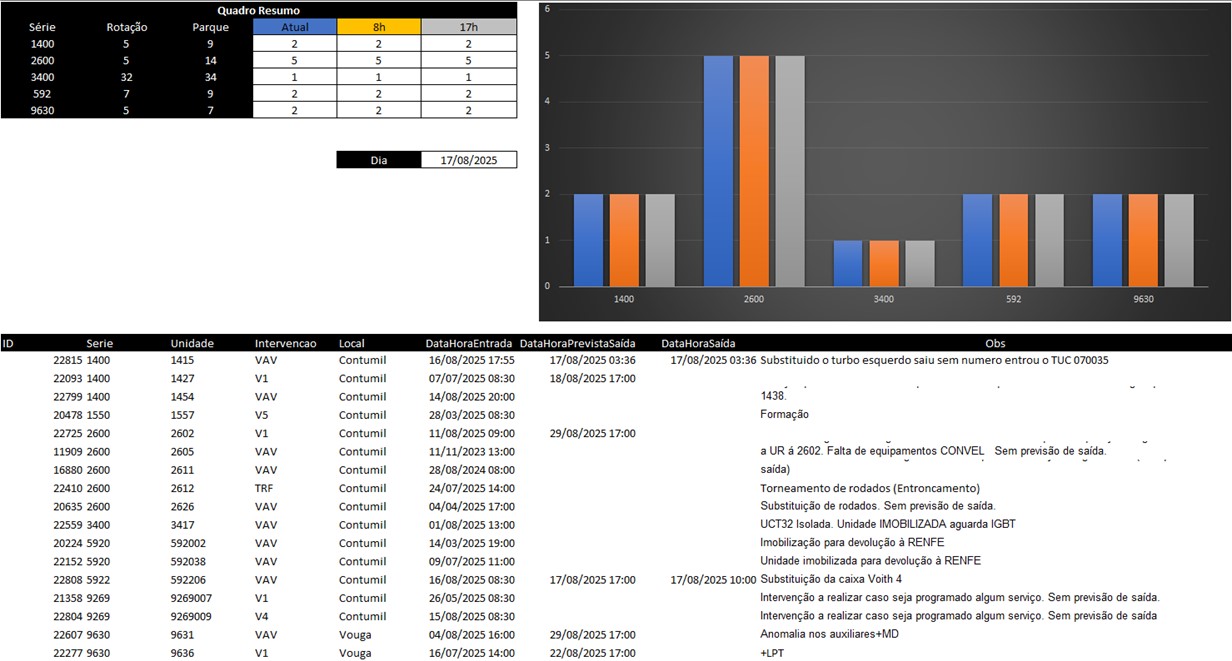 Quadro Resumo
Série Rotação Parque Atual 8h 17h
1400 5 9 2 2 2
2600 5 14 5 5 5
3400 32 34 1 1 1
592 7 9 2 2 2
9630 5 7 2 2 2
Dia 17/08/2025
6
5
4
3
2
1
0
1400 2600 3400 592 9630
ID Serie Unidade Intervencao Local DataHoraEntrada DataHoraPrevistaSaída DataHoraSaída Obs
22815 1400 1415 VAV Contumil 16/08/2025 17:55 17/08/2025 03:36 17/08/2025 03:36 Substituido o turbo esquerdo saiu sem numero entrou o TUC 070035
22093 1400 1427 V1 Contumil 07/07/2025 08:30 18/08/2025 17:00
22799 1400 1454 VAV Contumil 14/08/2025 20:00 1438.
20478 1550 1557 V5 Contumil 28/03/2025 08:30 Formação
22725 2600 2602 V1 Contumil 11/08/2025 09:00 29/08/2025 17:00
11909 2600 2605 VAV Contumil 11/11/2023 13:00 a UR á 2602. Falta de equipamentos CONVEL Sem previsão de saída.
16880 2600 2611 VAV Contumil 28/08/2024 08:00 saída)
22410 2600 2612 TRF Contumil 24/07/2025 14:00 Torneamento de rodados (Entroncamento)
20635 2600 2626 VAV Contumil 04/04/2025 17:00 Substituição de rodados. Sem previsão de saída.
22559 3400 3417 VAV Contumil 01/08/2025 13:00 UCT32 Isolada. Unidade IMOBILIZADA aguarda IGBT
20224 5920 592002 VAV Contumil 14/03/2025 19:00 Imobilização para devolução à RENFE
22152 5920 592038 VAV Contumil 09/07/2025 11:00 Unidade imobilizada para devolução à RENFE
22808 5922 592206 VAV Contumil 16/08/2025 08:30 17/08/2025 17:00 17/08/2025 10:00 Substituição da caixa Voith 4
21358 9269 9269007 V1 Contumil 26/05/2025 08:30 Intervenção a realizar caso seja programado algum serviço. Sem previsão de saída.
22804 9269 9269009 V4 Contumil 15/08/2025 08:30 Intervenção a realizar caso seja programado algum serviço. Sem previsão de saída
22607 9630 9631 VAV Vouga 04/08/2025 16:00 29/08/2025 17:00 Anomalia nos auxiliares+MD
22277 9630 9636 V1 Vouga 16/07/2025 14:00 22/08/2025 17:00 +LPT